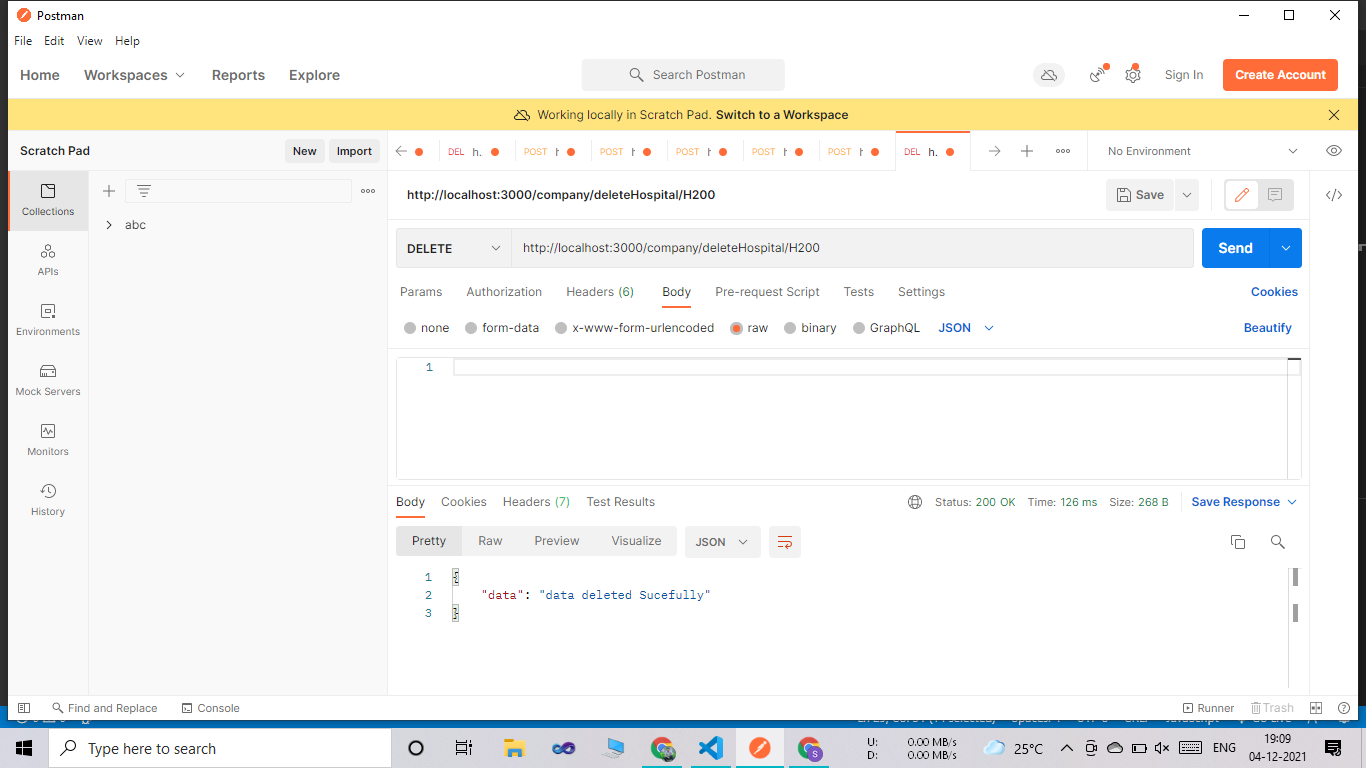 Postman
File Edit View Help
Home Workspaces Reports Explore Search Postman Sign In Create Account
Working locally in Scratch Pad. Switch to a Workspace
Scratch Pad New Import DEL h. POST POST POST POST POST DEL h. No Environment
http://localhost:3000/company/deleteHospital/H200 Save
Collections
abc
DELETE http://localhost:3000/company/deleteHospital/H200 Send
APIs
Params Authorization Headers (6) Body Pre-request Script Tests Settings Cookies
Environments
none form-data x-www-form-urlencoded raw binary GraphQL JSON Beautify
1
Mock Servers
Monitors
History
Body Cookies Headers (7) Test Results Status: 200 OK Time: 126 ms Size: 268 B Save Response
Pretty Raw Preview Visualize JSON
1 {
2 "data": "data deleted Sucefully"
3 }
Find and Replace Console Runner Trash
Type here to search U: 0.00 MB/s D: 0.00 MB/s 25°C ENG 19:09
04-12-2021